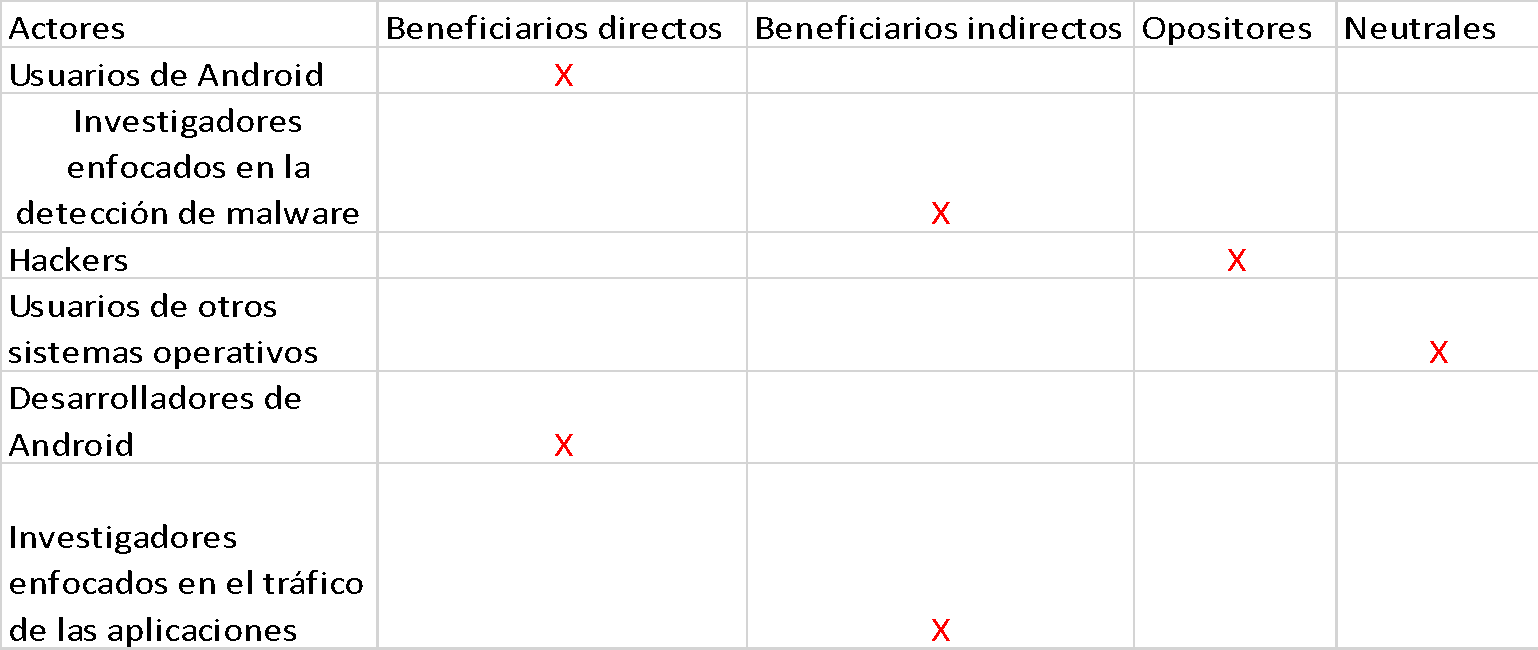 Actores Beneficiarios directos Beneficiarios indirectos Opositores Neutrales
Usuarios de Android X
Investigadores
enfocados en la
detección de malware X
Hackers X
Usuarios de otros
sistemas operativos X
Desarrolladores de
Android X
Investigadores
enfocados en el tráfico
de las aplicaciones X